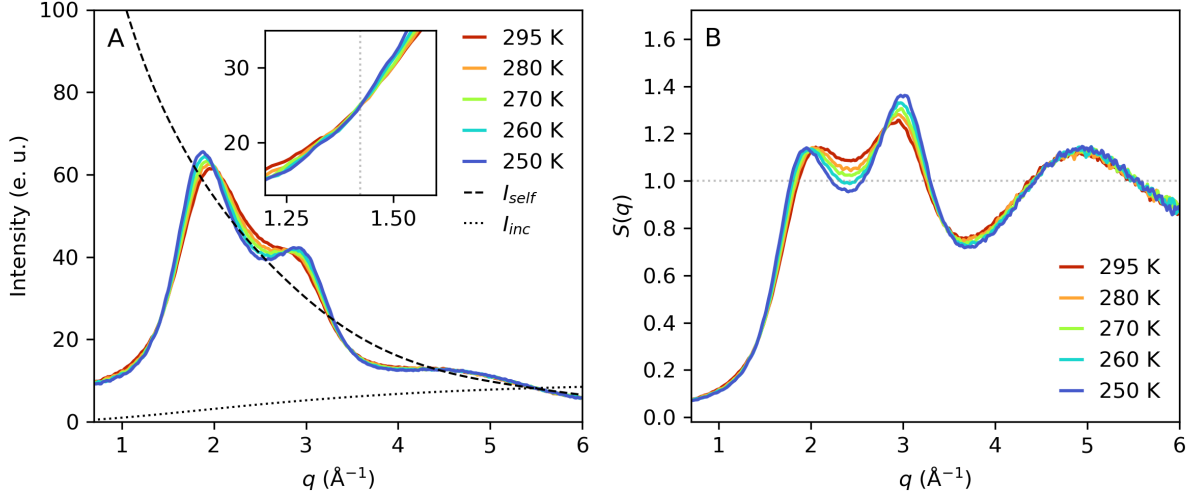 A
100
80
60
40
20
0
Intensity (e. u.)
1
2
3
4
5
6
q (Å⁻¹)
30
20
1.25
1.50
295 K
280 K
270 K
260 K
250 K
I_self
I_inc
B
1.6
1.4
1.2
1.0
0.8
0.6
0.4
0.2
0.0
S(q)
1
2
3
4
5
6
q (Å⁻¹)
295 K
280 K
270 K
260 K
250 K